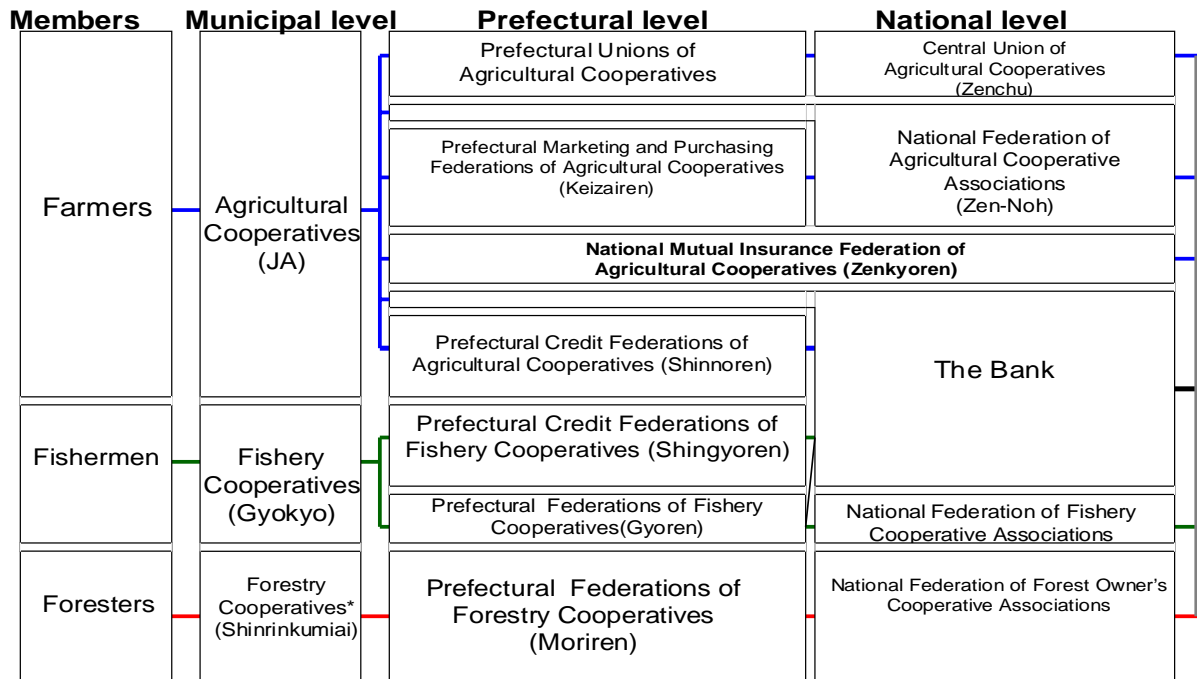 Members
Municipal level
Prefectural level
National level
Farmers
Agricultural
Cooperatives
(JA)
Prefectural Unions of
Agricultural Cooperatives
Central Union of
Agricultural Cooperatives
(Zenchu)
Prefectural Marketing and Purchasing
Federations of Agricultural Cooperatives
(Keizairen)
National Federation of
Agricultural Cooperative
Associations
(Zen-Noh)
National Mutual Insurance Federation of
Agricultural Cooperatives (Zenkyoren)
Prefectural Credit Federations of
Agricultural Cooperatives (Shinnoren)
The Bank
Fishermen
Fishery
Cooperatives
(Gyokyo)
Prefectural Credit Federations of
Fishery Cooperatives (Shingyoren)
Prefectural Federations of Fishery
Cooperatives(Gyoren)
National Federation of Fishery
Cooperative Associations
Foresters
Forestry
Cooperatives*
(Shinrinkumiai)
Prefectural Federations of
Forestry Cooperatives
(Moriren)
National Federation of Forest Owner's
Cooperative Associations